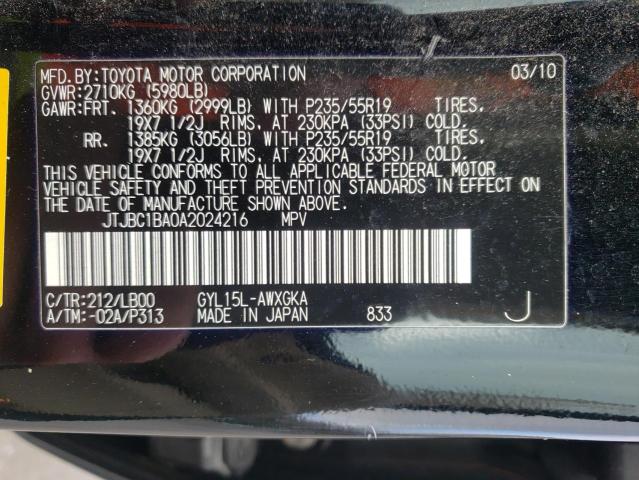 MFD.BY:TOYOTA MOTOR CORPORATION 03/10
GVWR:2710KG (5980LB)
GAWR:FRT. 1360KG (2999LB) WITH P235/55R19 TIRES,
19X7 1/2J RIMS, AT 230KPA (33PSI) COLD.
RR. 1385KG (3056LB) WITH P235/55R19 TIRES,
19X7 1/2J RIMS, AT 230KPA (33PSI) COLD.
THIS VEHICLE CONFORMS TO ALL APPLICABLE FEDERAL MOTOR
VEHICLE SAFETY AND THEFT PREVENTION STANDARDS IN EFFECT ON
THE DATE OF MANUFACTURE SHOWN ABOVE.
JTJBC1BA0A2024216 MPV
C/TR:212/LB00 GYL15L-AWXGKA
A/TM:-02A/P313 MADE IN JAPAN 833 J